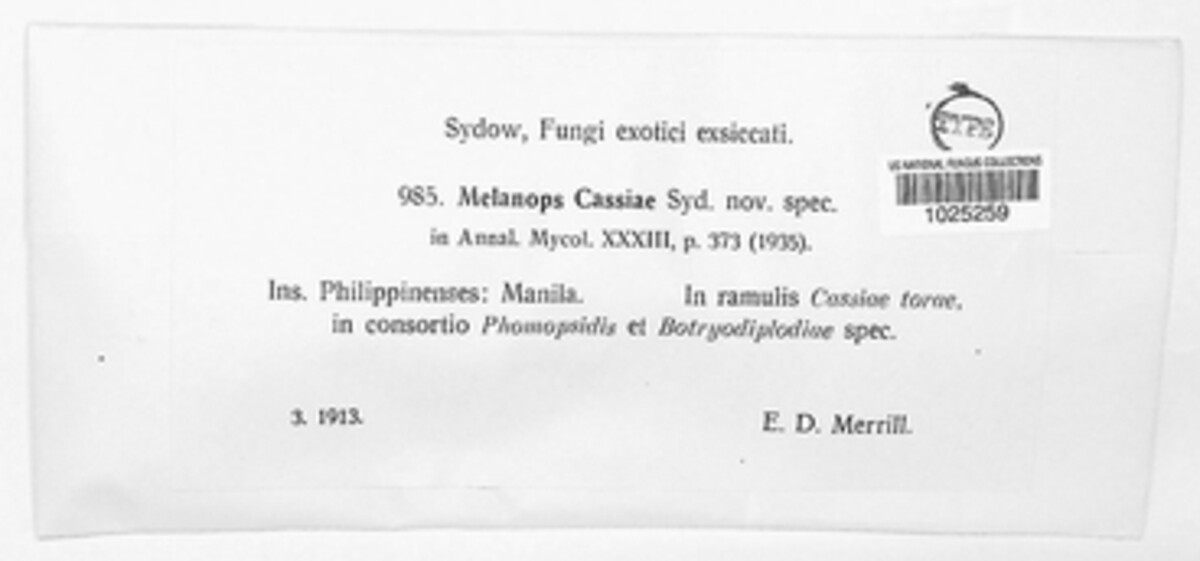 Sydow, Fungi exotici exsiccati.
985. Melanops Cassiae Syd. nov. spec.
in Annal. Mycol. XXXIII, p. 373 (1935).
Ins. Philippinenses: Manila. In ramulis Cassiae torae.
in consortio Phomopsidis et Botryodiplodiae spec.
3. 1913. E. D. Merrill.
TYPE
US NATIONAL FUNGUS COLLECTIONS
1025259